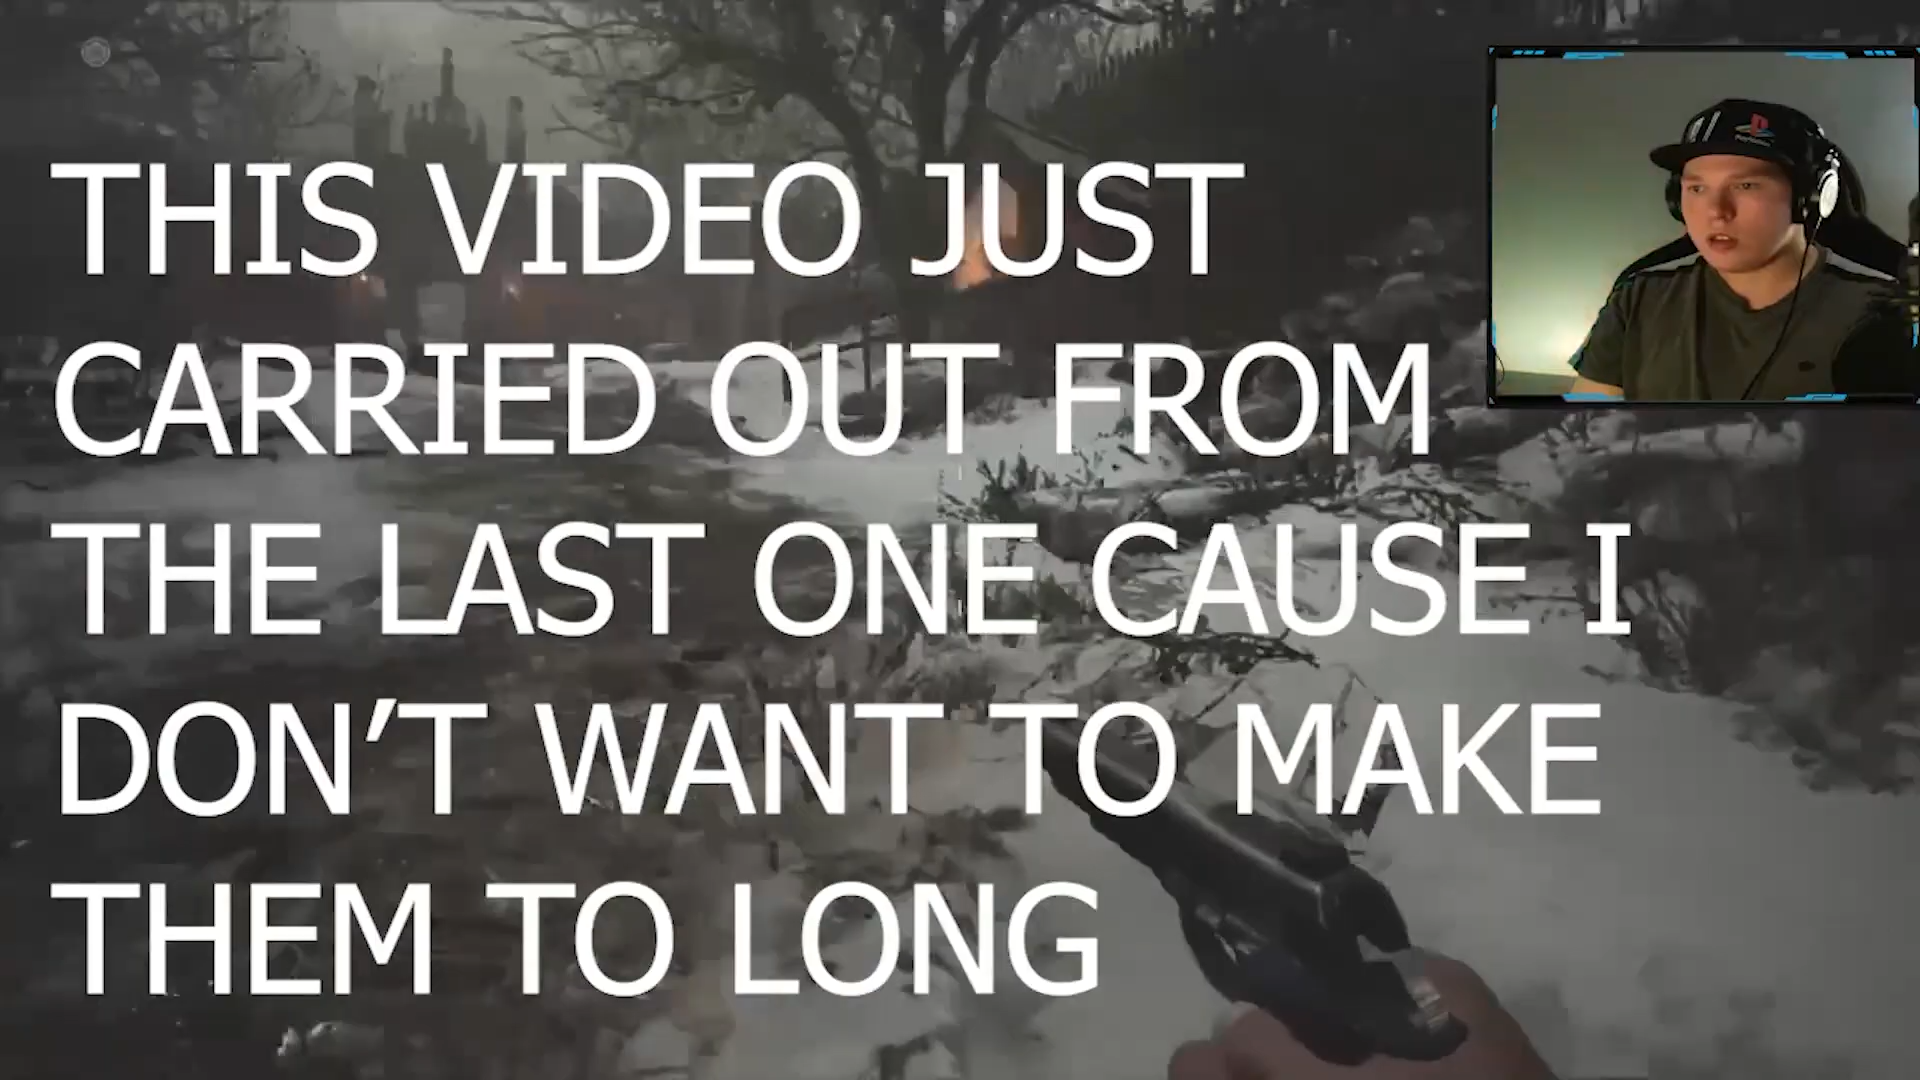 THIS VIDEO JUST
CARRIED OUT FROM
THE LAST ONE CAUSE I
DON'T WANT TO MAKE
THEM TO LONG